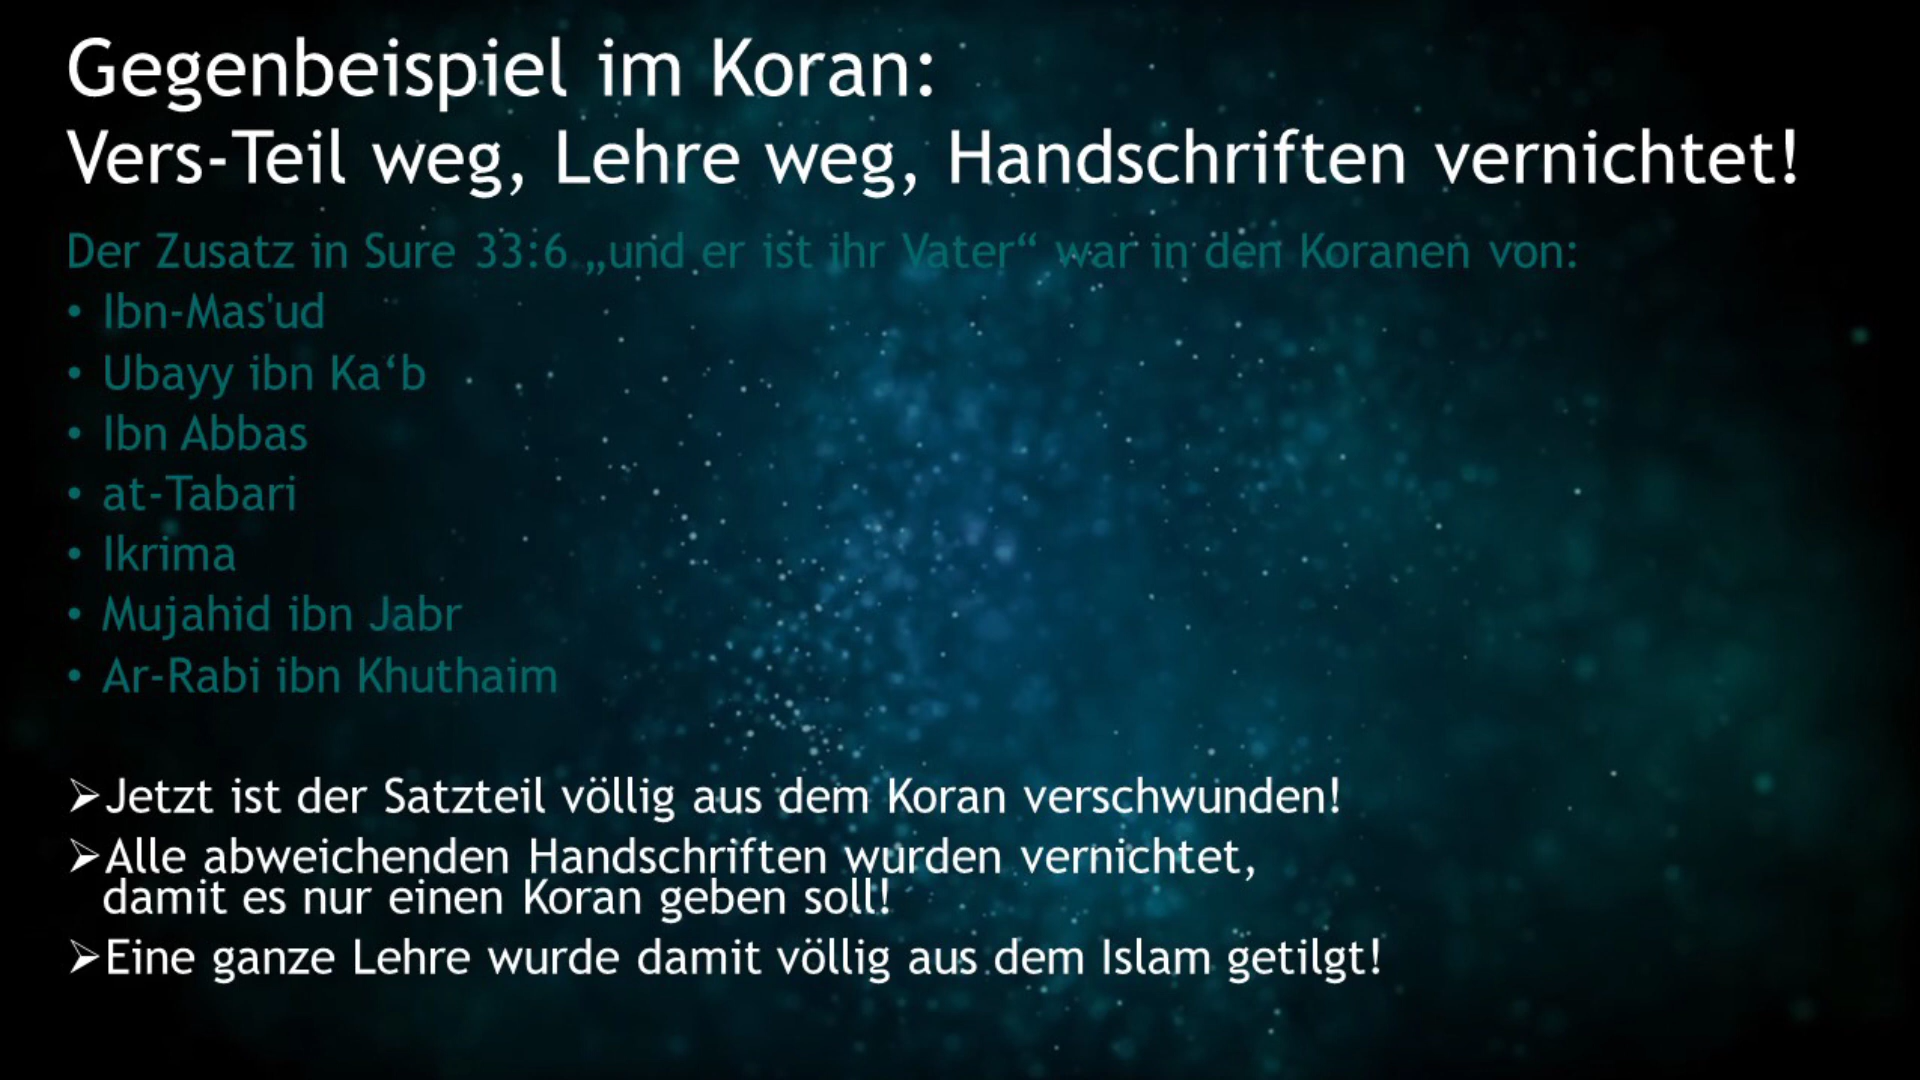 Gegenbeispiel im Koran:
Vers-Teil weg, Lehre weg, Handschriften vernichtet!
Der Zusatz in Sure 33:6 „und er ist ihr Vater“ war in den Koranen von:
• Ibn-Mas'ud
• Ubayy ibn Ka‘b
• Ibn Abbas
• at-Tabari
• Ikrima
• Mujahid ibn Jabr
• Ar-Rabi ibn Khuthaim
➢Jetzt ist der Satzteil völlig aus dem Koran verschwunden!
➢Alle abweichenden Handschriften wurden vernichtet,
damit es nur einen Koran geben soll!
➢Eine ganze Lehre wurde damit völlig aus dem Islam getilgt!